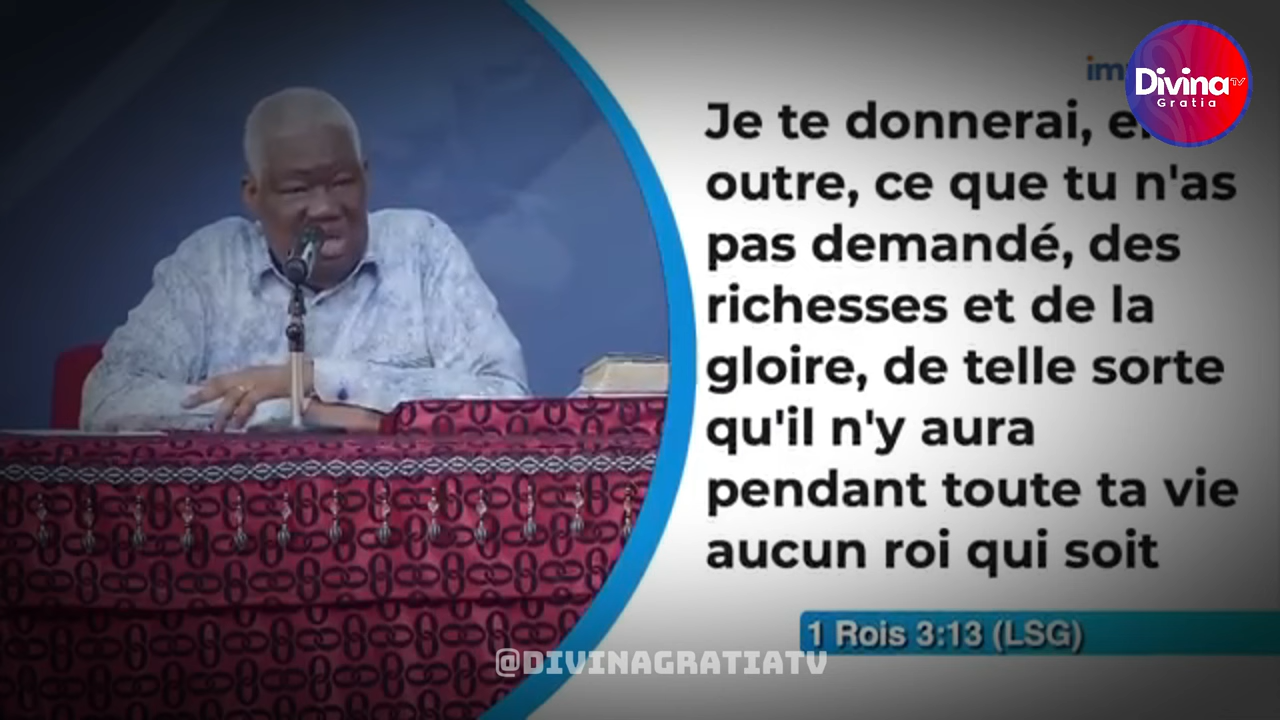 Divina TV
Gratia
Je te donnerai,
outre, ce que tu n'as
pas demandé, des
richesses et de la
gloire, de telle sorte
qu'il n'y aura
pendant toute ta vie
aucun roi qui soit
1 Rois 3:13 (LSG)
@DIVINAGRATIATV